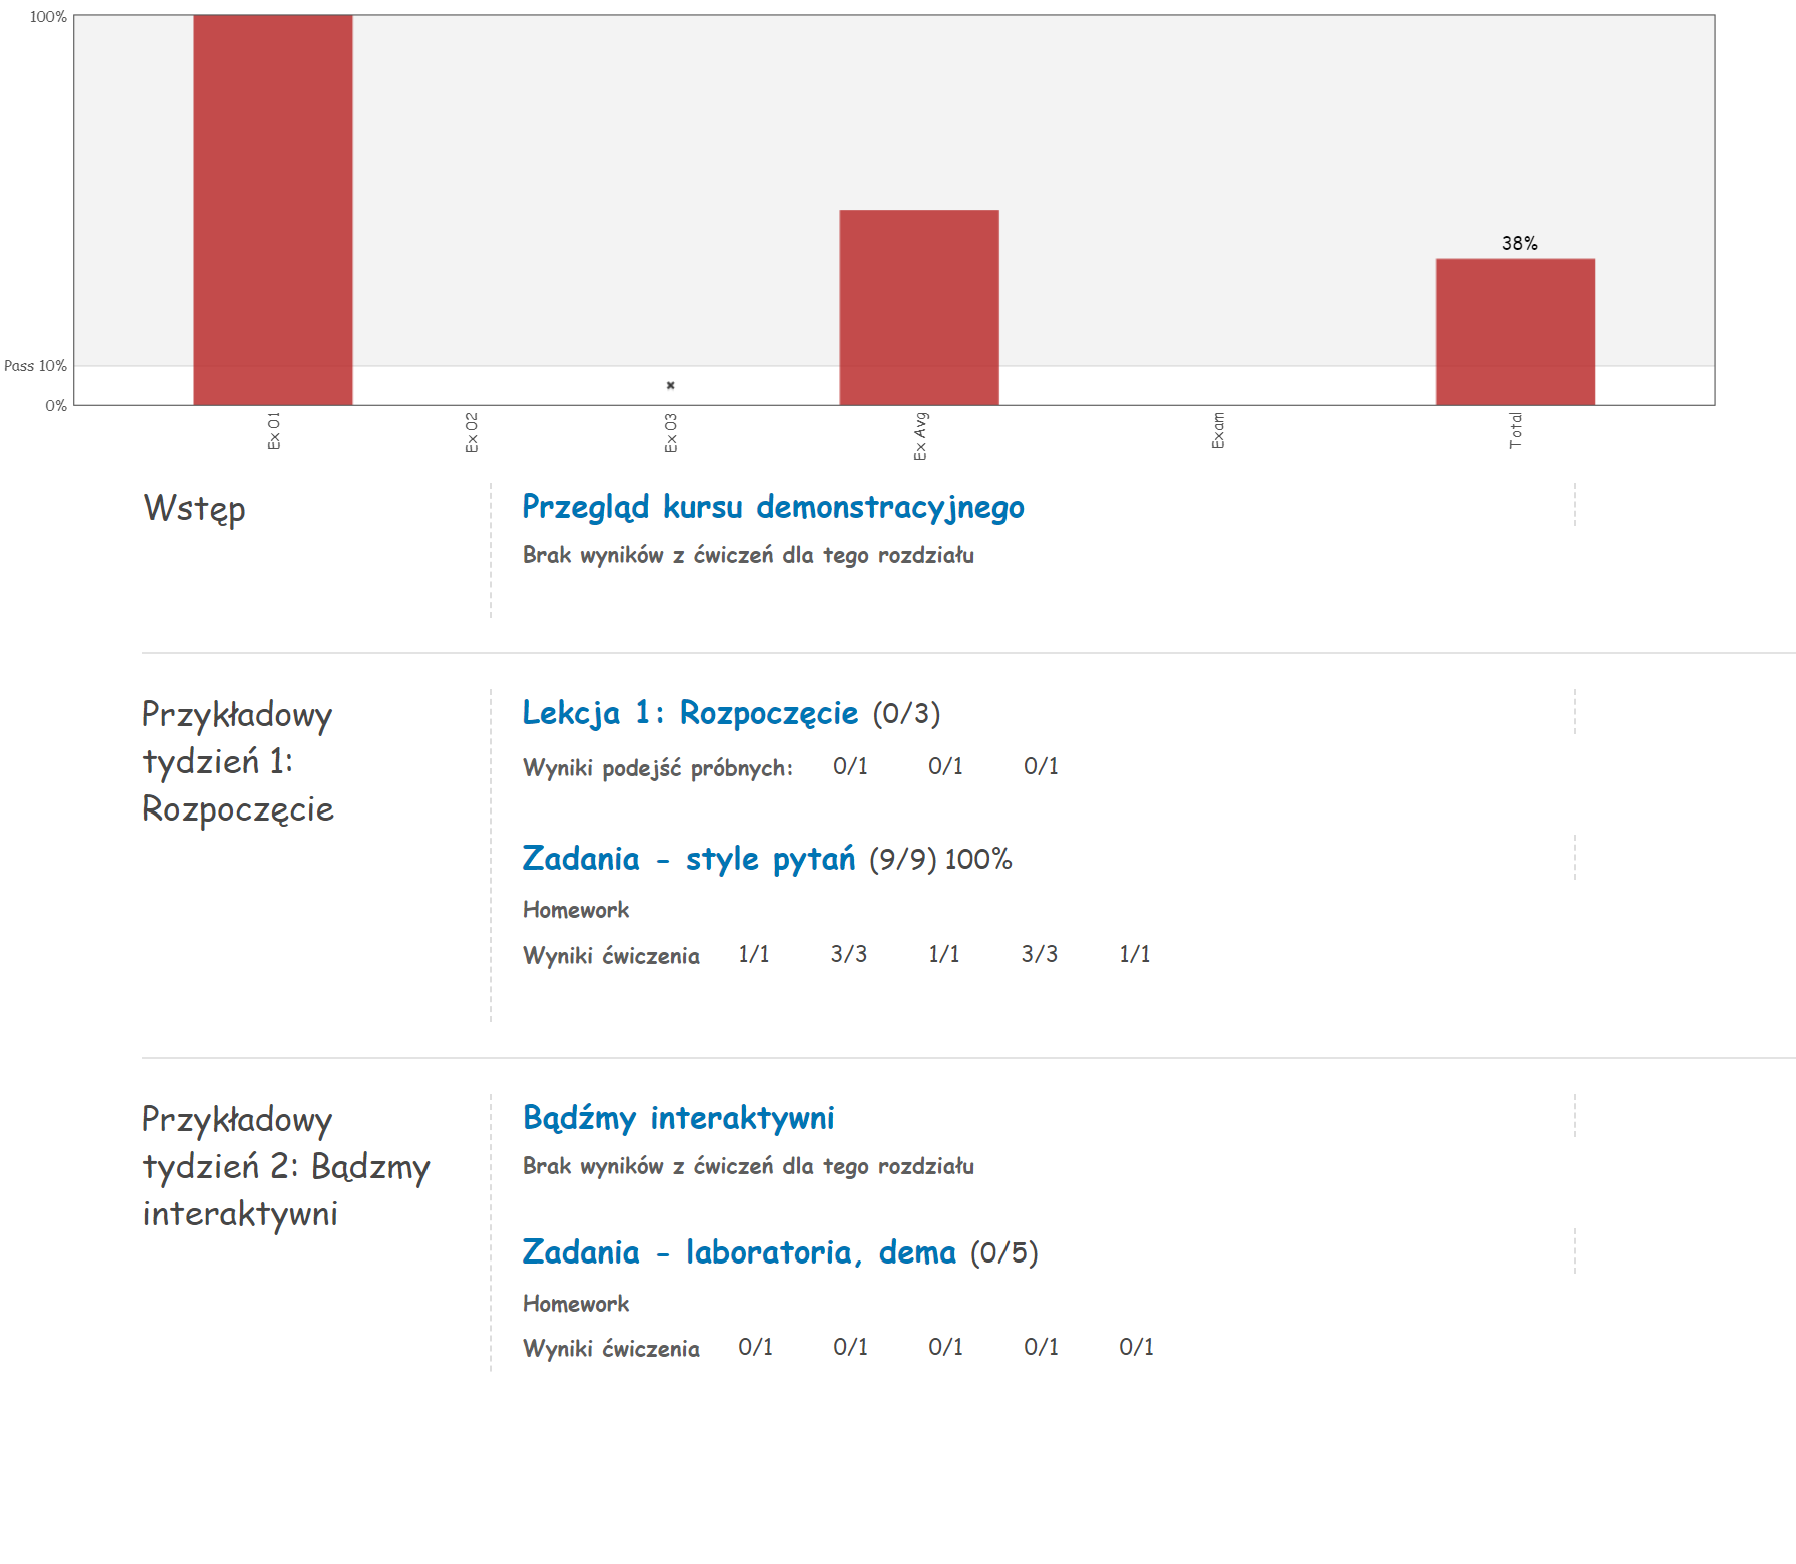 100%
38%
Pass 10%
0%
Ex 01
Ex 02
Ex 03
Ex Avg
Exam
Total
Wstęp
Przegląd kursu demonstracyjnego
Brak wyników z ćwiczeń dla tego rozdziału
Przykładowy
tydzień 1:
Rozpoczęcie
Lekcja 1: Rozpoczęcie (0/3)
Wyniki podejść próbnych: 0/1 0/1 0/1
Zadania - style pytań (9/9) 100%
Homework
Wyniki ćwiczenia 1/1 3/3 1/1 3/3 1/1
Przykładowy
tydzień 2: Bądzmy
interaktywni
Bądźmy interaktywni
Brak wyników z ćwiczeń dla tego rozdziału
Zadania - laboratoria, dema (0/5)
Homework
Wyniki ćwiczenia 0/1 0/1 0/1 0/1 0/1